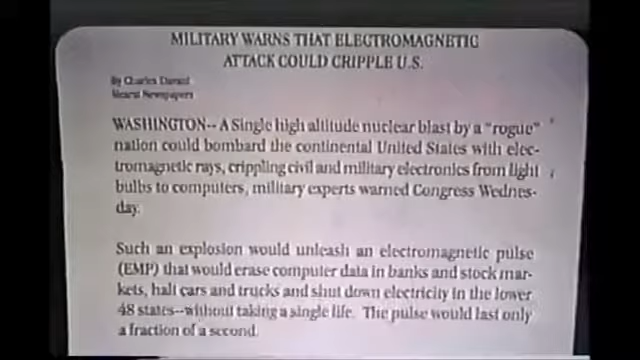 MILITARY WARNS THAT ELECTROMAGNETIC
ATTACK COULD CRIPPLE U.S.
By Charles
Hearst Newspapers
WASHINGTON-- A Single high altitude nuclear blast by a "rogue"
nation could bombard the continental United States with elec-
tromagnetic rays, crippling civil and military electronics from light
bulbs to computers, military experts warned Congress Wednes-
day.
Such an explosion would unleash an electromagnetic pulse
(EMP) that would erase computer data in banks and stock mar-
kets, halt cars and trucks and shut down electricity in the lower
48 states--without taking a single life. The pulse would last only
a fraction of a second.